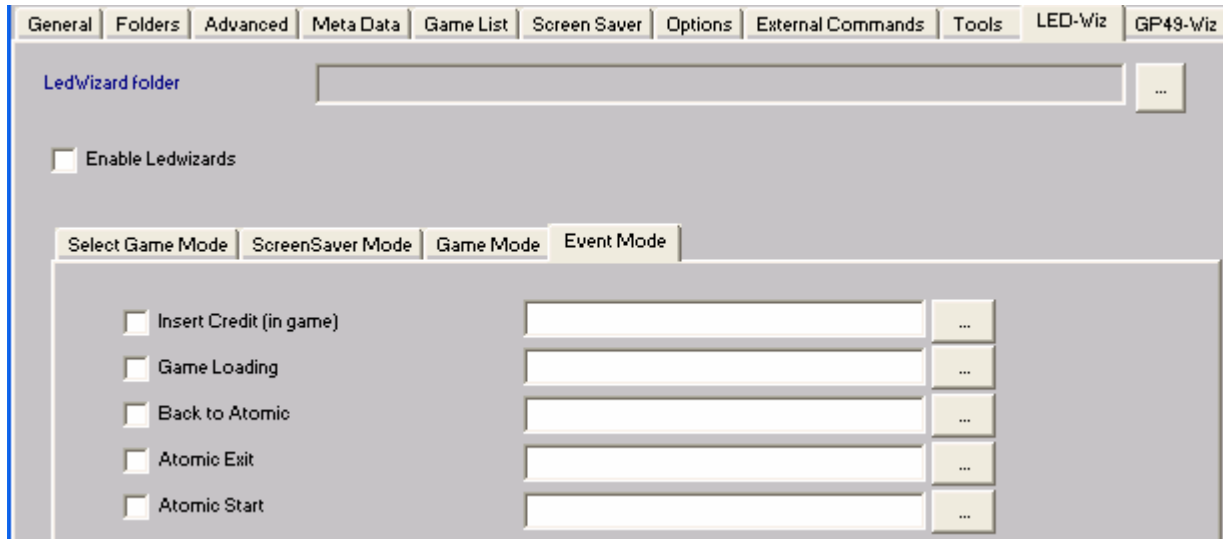 General Folders Advanced Meta Data Game List Screen Saver Options External Commands Tools LED-Wiz GP49-Wiz
LedWizard folder ...
Enable Ledwizards
Select Game Mode ScreenSaver Mode Game Mode Event Mode
Insert Credit (in game) ...
Game Loading ...
Back to Atomic ...
Atomic Exit ...
Atomic Start ...